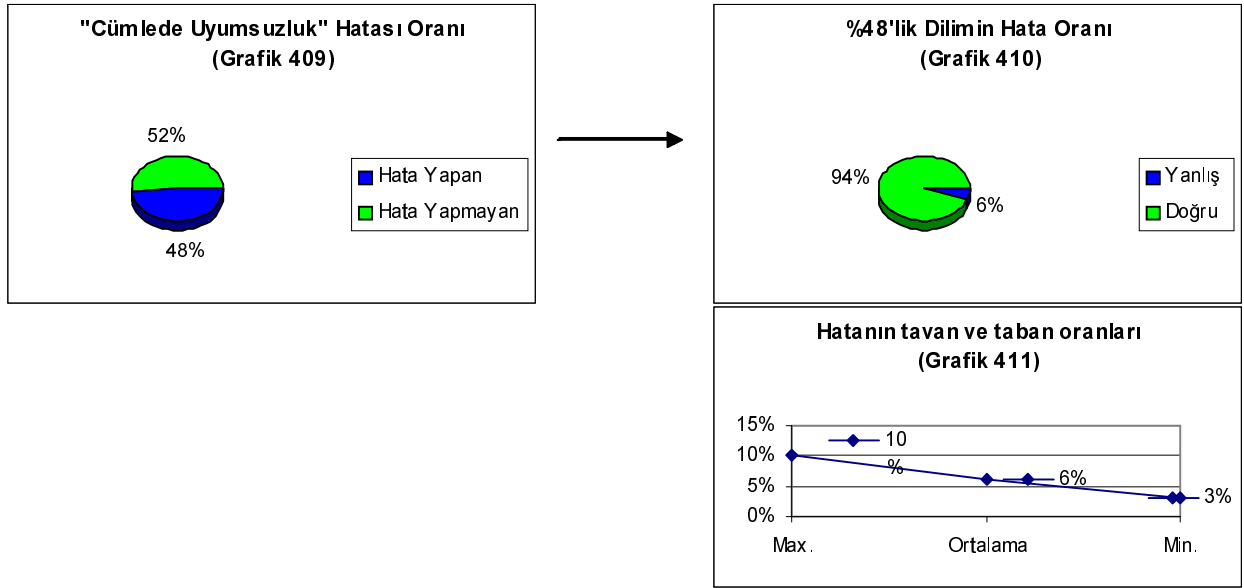 "Cümlede Uyumsuzluk" Hatası Oranı
(Grafik 409)
52%
48%
Hata Yapan
Hata Yapmayan
%48'lik Dilimin Hata Oranı
(Grafik 410)
94%
6%
Yanlış
Doğru
Hatanın tavan ve taban oranları
(Grafik 411)
15%
10%
5%
0%
10
%
6%
3%
Max.
Ortalama
Min.